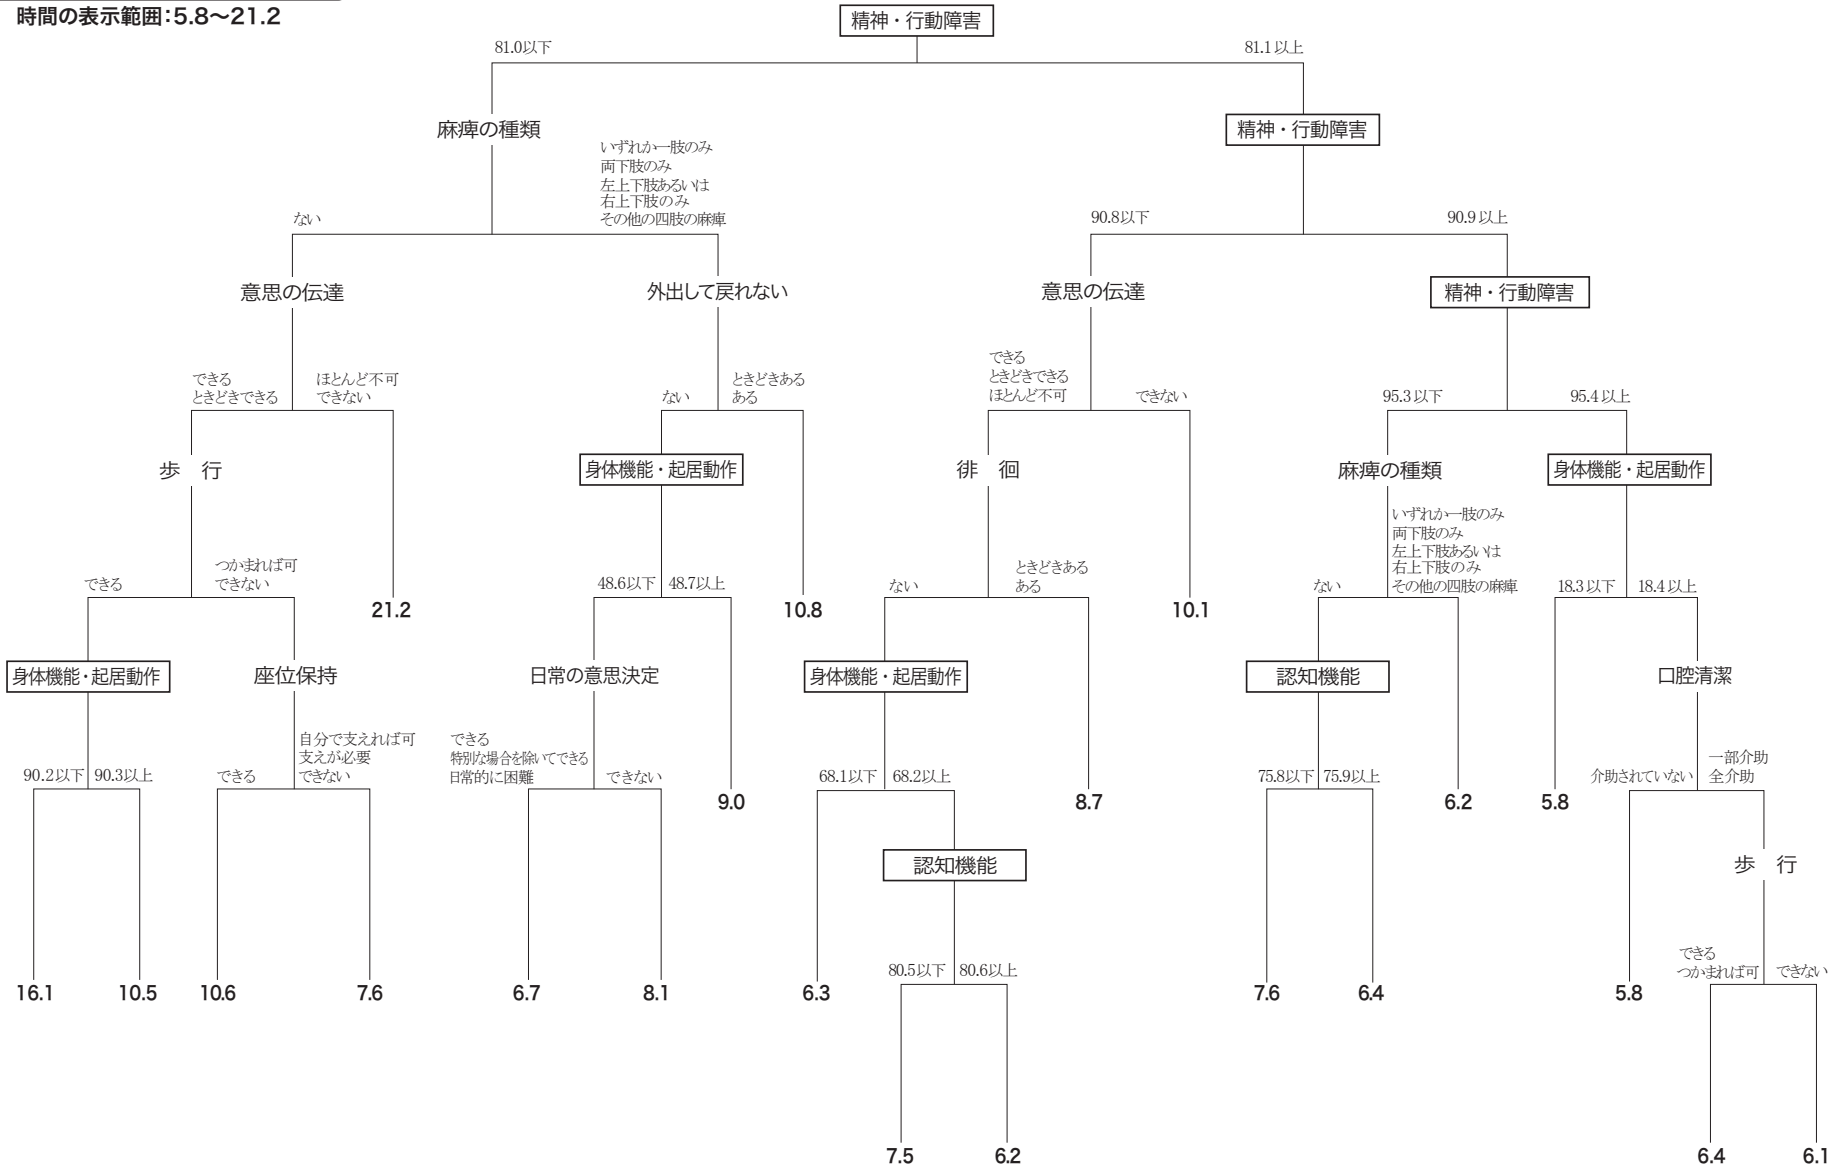 時間の表示範囲:5.8〜21.2
精神・行動障害
81.0以下
81.1以上
麻痺の種類
精神・行動障害
いずれか一肢のみ
両下肢のみ
左上下肢あるいは
右上下肢のみ
その他の四肢の麻痺
ない
90.8以下
90.9以上
意思の伝達
外出して戻れない
意思の伝達
精神・行動障害
できる
ときどきできる
ほとんど不可
できない
ない
ときどきある
ある
できる
ときどきできる
ほとんど不可
できない
95.3以下
95.4以上
歩 行
身体機能・起居動作
徘 徊
麻痺の種類
身体機能・起居動作
できる
つかまれば可
できない
21.2
48.6以下
48.7以上
10.8
ない
ときどきある
ある
10.1
ない
いずれか一肢のみ
両下肢のみ
左上下肢あるいは
右上下肢のみ
その他の四肢の麻痺
18.3以下
18.4以上
身体機能・起居動作
座位保持
日常の意思決定
身体機能・起居動作
認知機能
口腔清潔
90.2以下
90.3以上
できる
自分で支えれば可
支えが必要
できない
できる
特別な場合を除いてできる
日常的に困難
できない
9.0
68.1以下
68.2以上
8.7
75.8以下
75.9以上
6.2
5.8
介助されていない
一部介助
全介助
認知機能
歩 行
16.1
10.5
10.6
7.6
6.7
8.1
6.3
80.5以下
80.6以上
7.6
6.4
5.8
できる
つかまれば可
できない
7.5
6.2
6.4
6.1